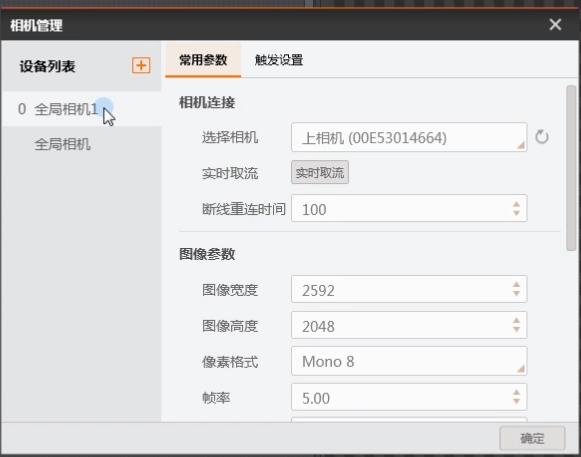 相机管理
设备列表
0 全局相机1
全局相机
常用参数 触发设置
相机连接
选择相机 上相机 (00E53014664)
实时取流 实时取流
断线重连时间 100
图像参数
图像宽度 2592
图像高度 2048
像素格式 Mono 8
帧率 5.00
确定